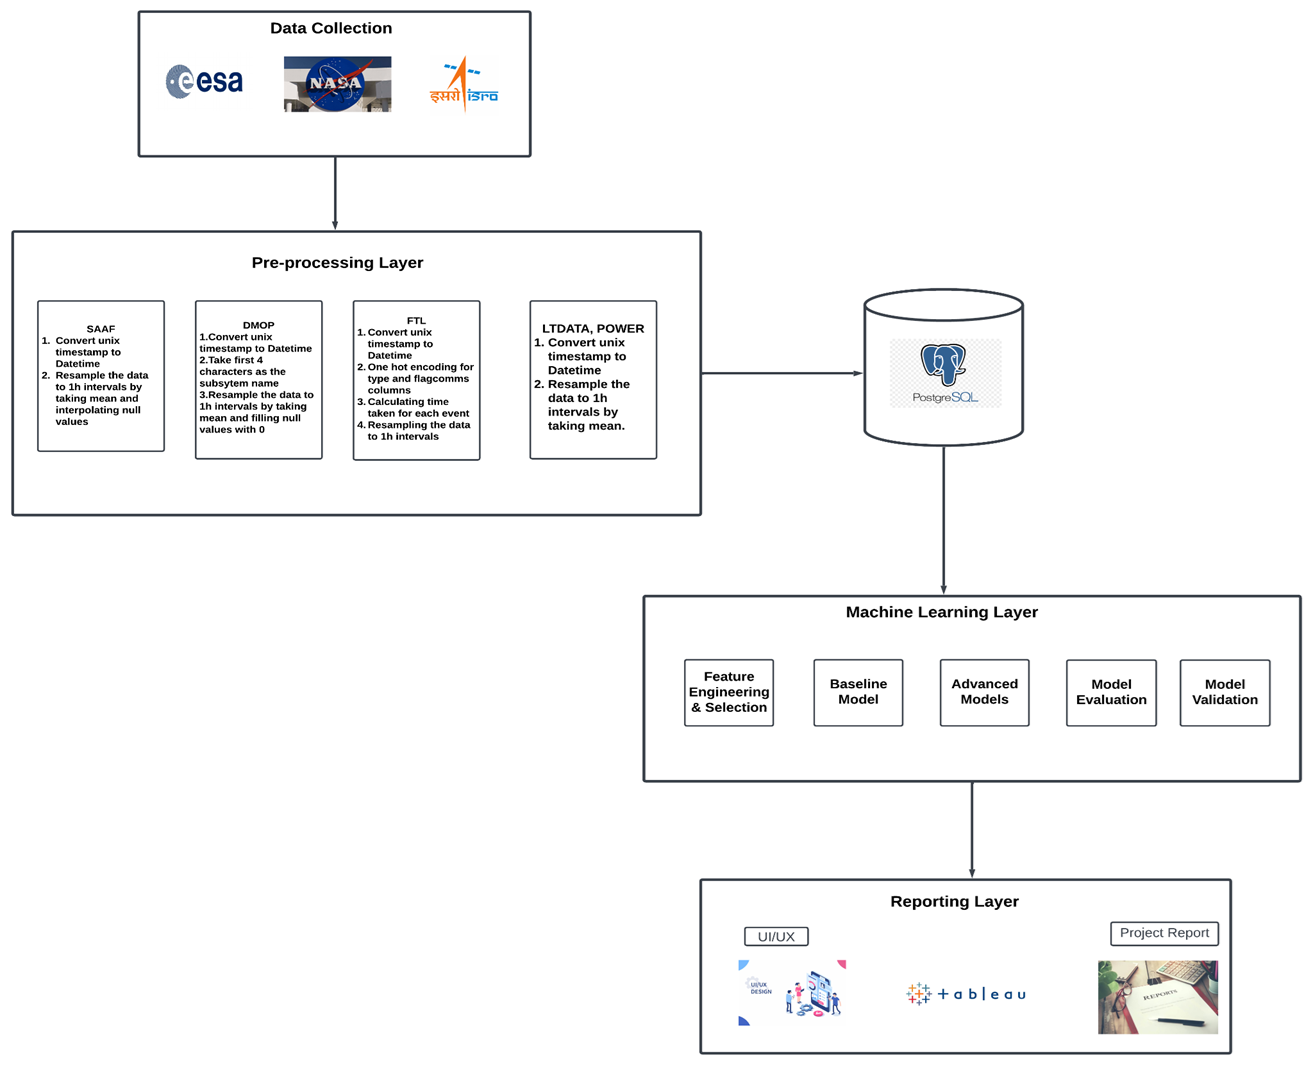 Data Collection
esa
NASA
इसरो isro
Pre-processing Layer
SAAF
1. Convert unix
timestamp to
Datetime
2. Resample the data
to 1h intervals by
taking mean and
interpolating null
values
DMOP
1.Convert unix
timestamp to Datetime
2.Take first 4
characters as the
subsytem name
3.Resample the data to
1h intervals by taking
mean and filling null
values with 0
FTL
1. Convert unix
timestamp to
Datetime
2. One hot encoding for
type and flagcomms
columns
3. Calculating time
taken for each event
4. Resampling the data
to 1h intervals
LTDATA, POWER
1. Convert unix
timestamp to
Datetime
2. Resample the
data to 1h
intervals by
taking mean.
PostgreSQL
Machine Learning Layer
Feature
Engineering
& Selection
Baseline
Model
Advanced
Models
Model
Evaluation
Model
Validation
Reporting Layer
UI/UX
UI/UX
DESIGN
+ableau
Project Report
REPORTS